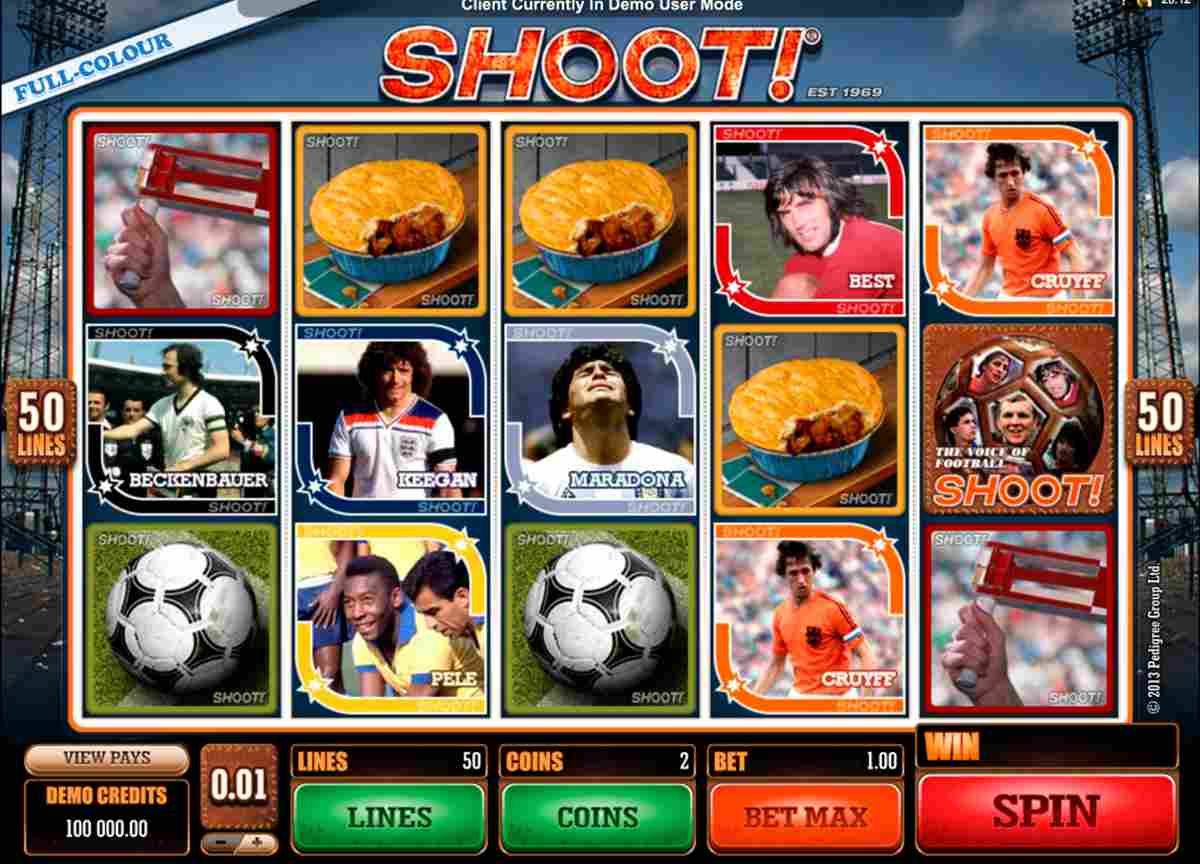 Client Currently In Demo User Mode
FULL-COLOUR
SHOOT!®
EST 1969
SHOOT!
SHOOT!
SHOOT!
SHOOT!
SHOOT!
SHOOT!
SHOOT!
SHOOT!
BEST
SHOOT!
SHOOT!
CRUYFF
SHOOT!
50
LINES
SHOOT!
BECKENBAUER
SHOOT!
SHOOT!
KEEGAN
SHOOT!
SHOOT!
MARADONA
SHOOT!
SHOOT!
SHOOT!
THE VOICE OF
FOOTBALL
SHOOT!
50
LINES
SHOOT!
SHOOT!
SHOOT!
PELE
SHOOT!
SHOOT!
SHOOT!
SHOOT!
CRUYFF
SHOOT!
SHOOT!
SHOOT!
© 2013 Pedigree Group Ltd.
VIEW PAYS
DEMO CREDITS
100 000.00
0.01
- +
LINES 50
LINES
COINS 2
COINS
BET 1.00
BET MAX
WIN
SPIN